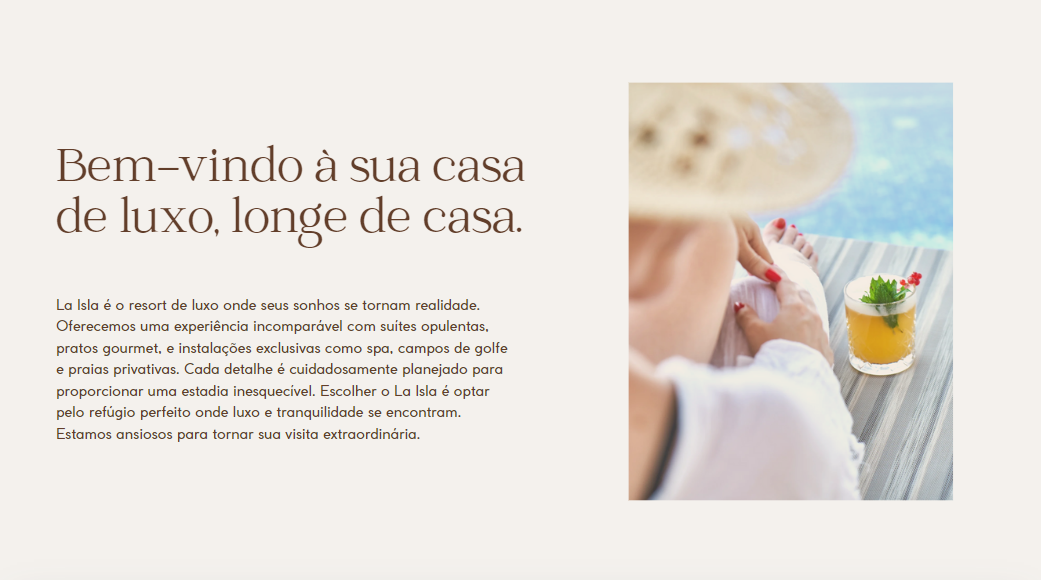 Bem-vindo à sua casa
de luxo, longe de casa.
La Isla é o resort de luxo onde seus sonhos se tornam realidade.
Oferecemos uma experiência incomparável com suítes opulentas,
pratos gourmet, e instalações exclusivas como spa, campos de golfe
e praias privativas. Cada detalhe é cuidadosamente planejado para
proporcionar uma estadia inesquecível. Escolher o La Isla é optar
pelo refúgio perfeito onde luxo e tranquilidade se encontram.
Estamos ansiosos para tornar sua visita extraordinária.